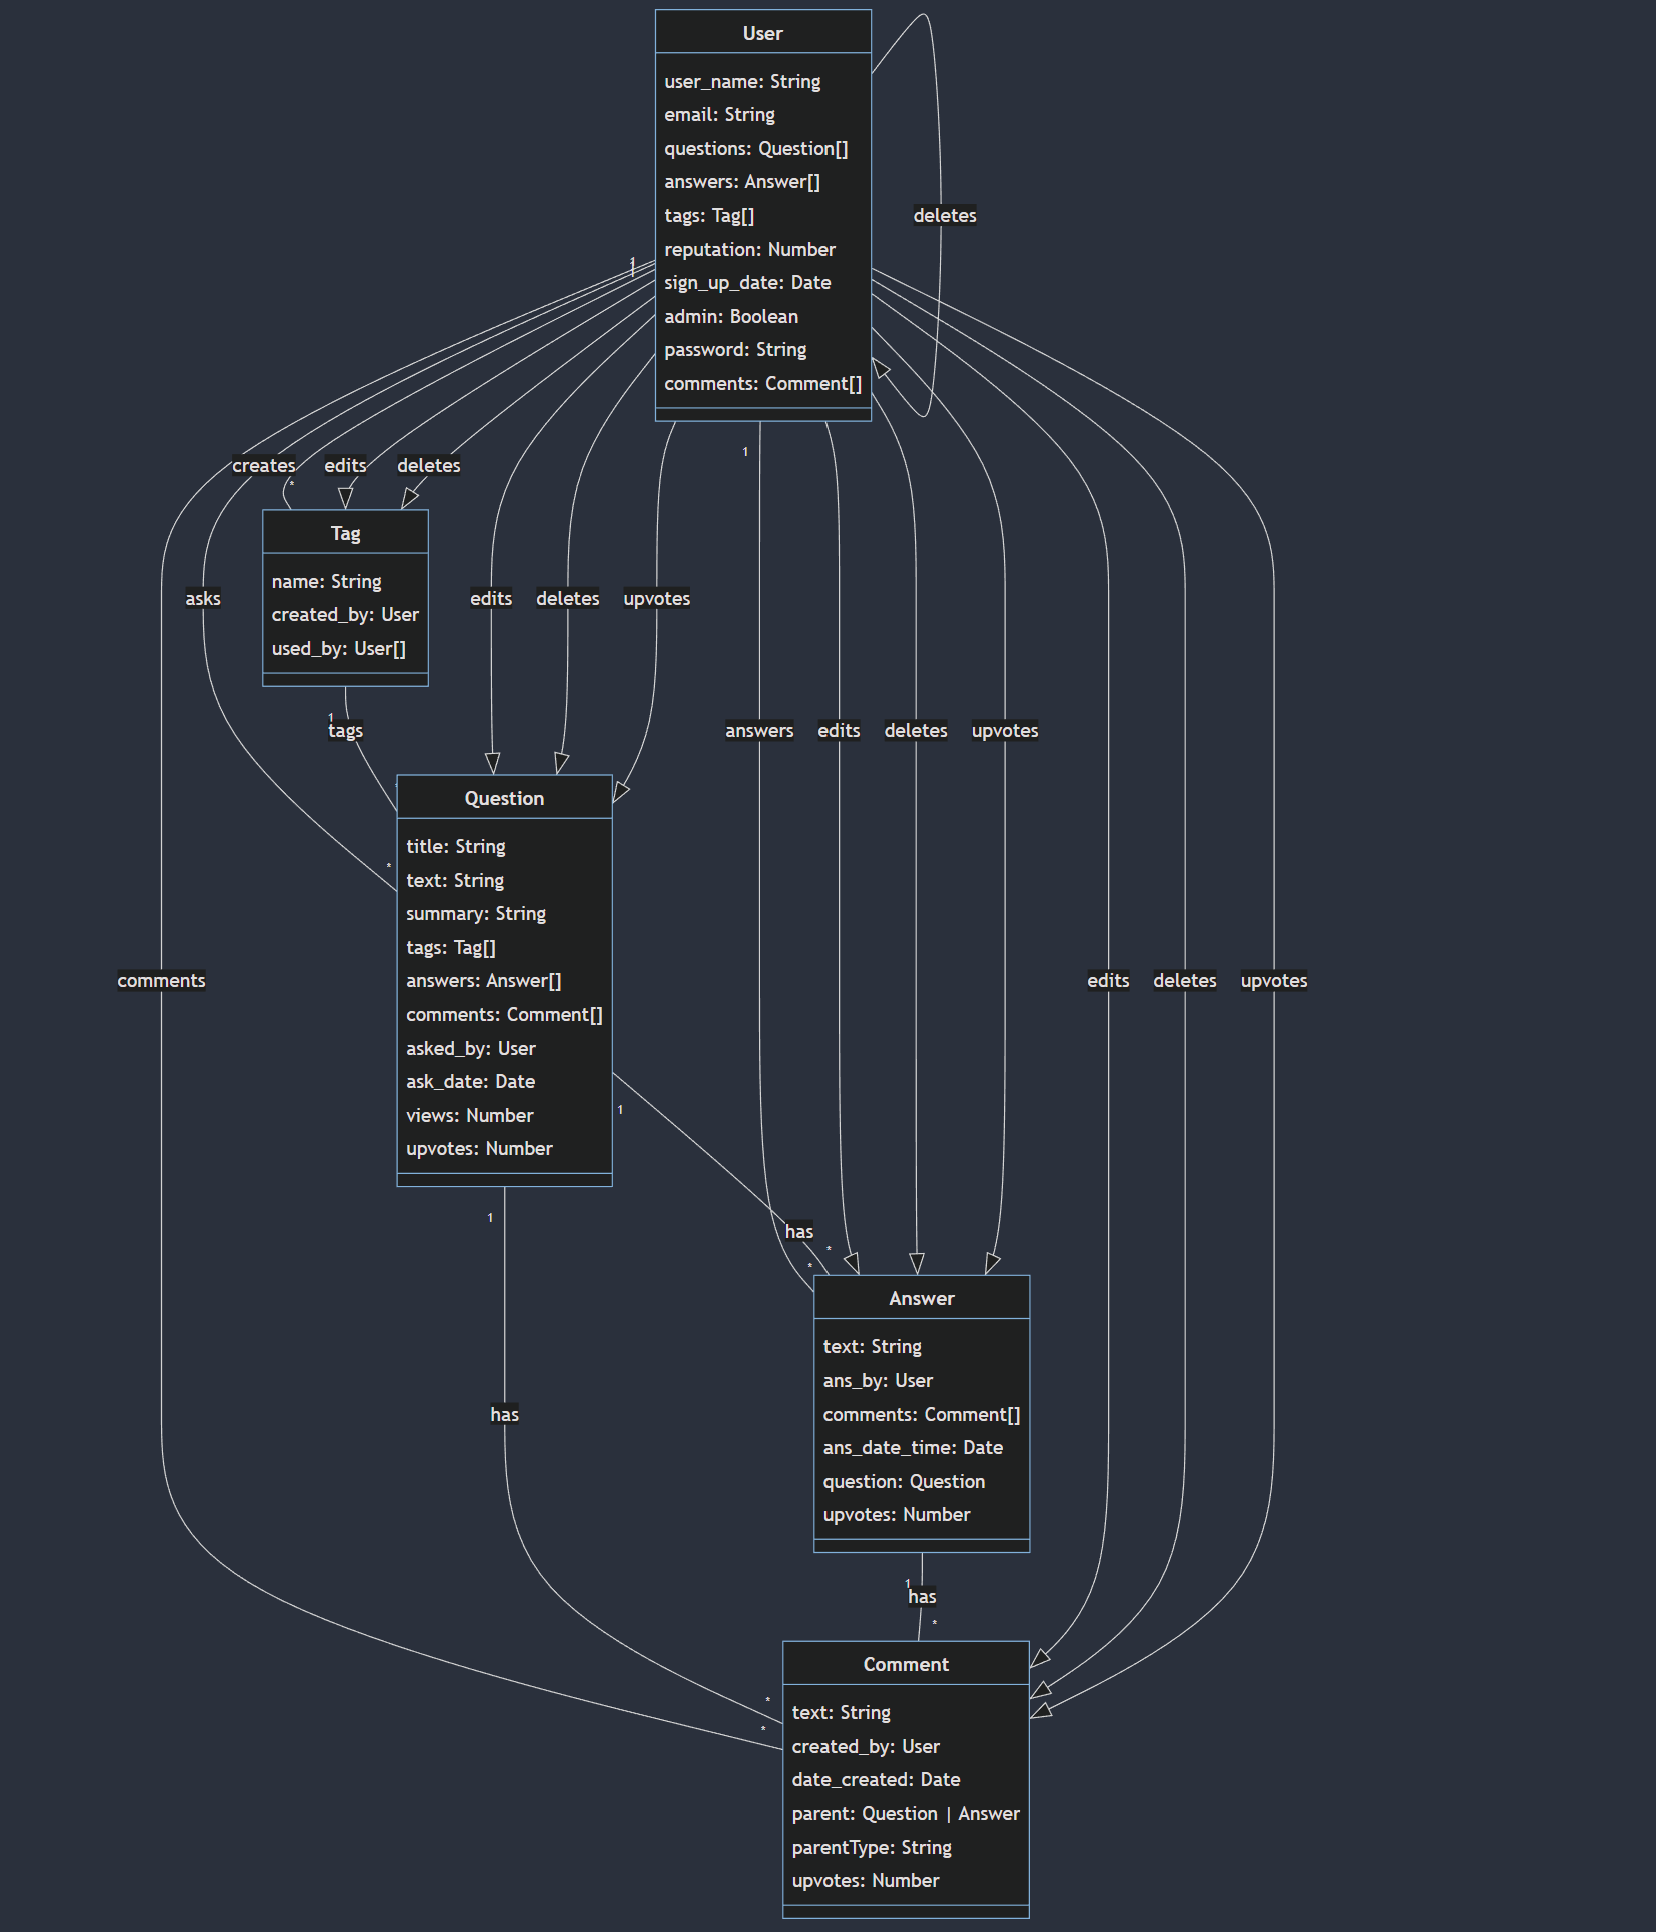 User
user_name: String
email: String
questions: Question[]
answers: Answer[]
tags: Tag[]
reputation: Number
sign_up_date: Date
admin: Boolean
password: String
comments: Comment[]
deletes
1
1
1
creates
edits
deletes
*
Tag
name: String
created_by: User
used_by: User[]
asks
edits
deletes
upvotes
1
tags
1
answers
edits
deletes
upvotes
*
Question
title: String
text: String
summary: String
tags: Tag[]
answers: Answer[]
comments: Comment[]
asked_by: User
ask_date: Date
views: Number
upvotes: Number
*
comments
edits
deletes
upvotes
1
1
has
*
*
Answer
text: String
ans_by: User
comments: Comment[]
ans_date_time: Date
question: Question
upvotes: Number
has
1
has
*
*
*
Comment
text: String
created_by: User
date_created: Date
parent: Question | Answer
parentType: String
upvotes: Number